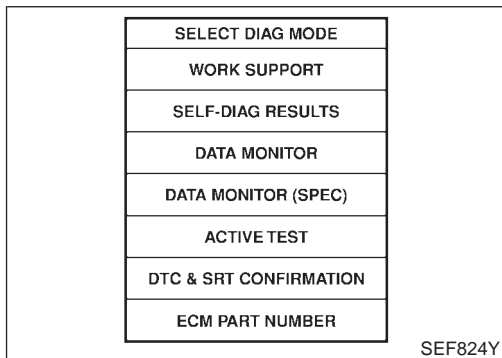 SELECT DIAG MODE
WORK SUPPORT
SELF-DIAG RESULTS
DATA MONITOR
DATA MONITOR (SPEC)
ACTIVE TEST
DTC & SRT CONFIRMATION
ECM PART NUMBER
SEF824Y